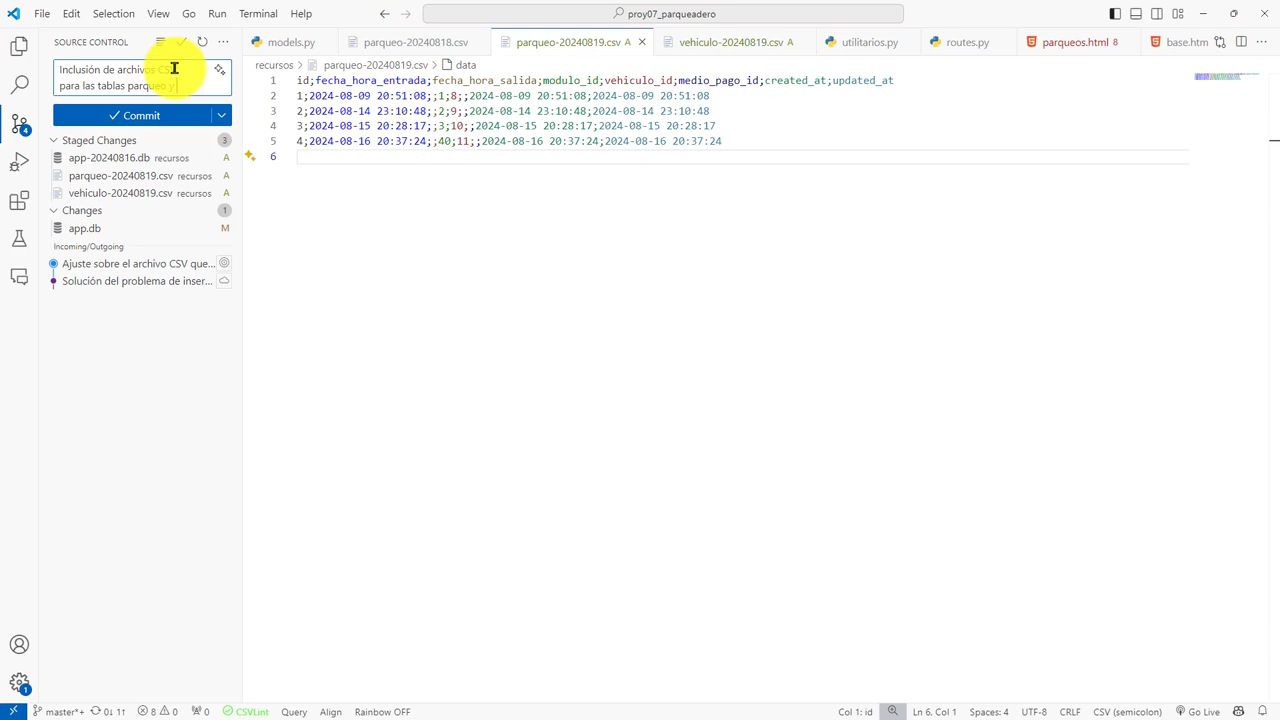 File Edit Selection View Go Run Terminal Help
proy07_parqueadero
SOURCE CONTROL
models.py
parqueo-20240818.csv
parqueo-20240819.csv A
vehiculo-20240819.csv A
utilitarios.py
routes.py
parqueos.html 8
base.htm
Inclusión de archivos CS
para las tablas parqueo y
Commit
Staged Changes 3
app-20240816.db recursos A
parqueo-20240819.csv recursos A
vehiculo-20240819.csv recursos A
Changes 1
app.db M
Incoming/Outgoing
Ajuste sobre el archivo CSV que...
Solución del problema de inser...
4
1
recursos > parqueo-20240819.csv > data
1 id;fecha_hora_entrada;fecha_hora_salida;modulo_id;vehiculo_id;medio_pago_id;created_at;updated_at
2 1;2024-08-09 20:51:08;;1;8;;2024-08-09 20:51:08;2024-08-09 20:51:08
3 2;2024-08-14 23:10:48;;2;9;;2024-08-14 23:10:48;2024-08-14 23:10:48
4 3;2024-08-15 20:28:17;;3;10;;2024-08-15 20:28:17;2024-08-15 20:28:17
5 4;2024-08-16 20:37:24;;40;11;;2024-08-16 20:37:24;2024-08-16 20:37:24
6
master*+ 0↓ 1↑ 8 0 0 CSVLint Query Align Rainbow OFF
Col 1: id Ln 6, Col 1 Spaces: 4 UTF-8 CRLF CSV (semicolon) Go Live